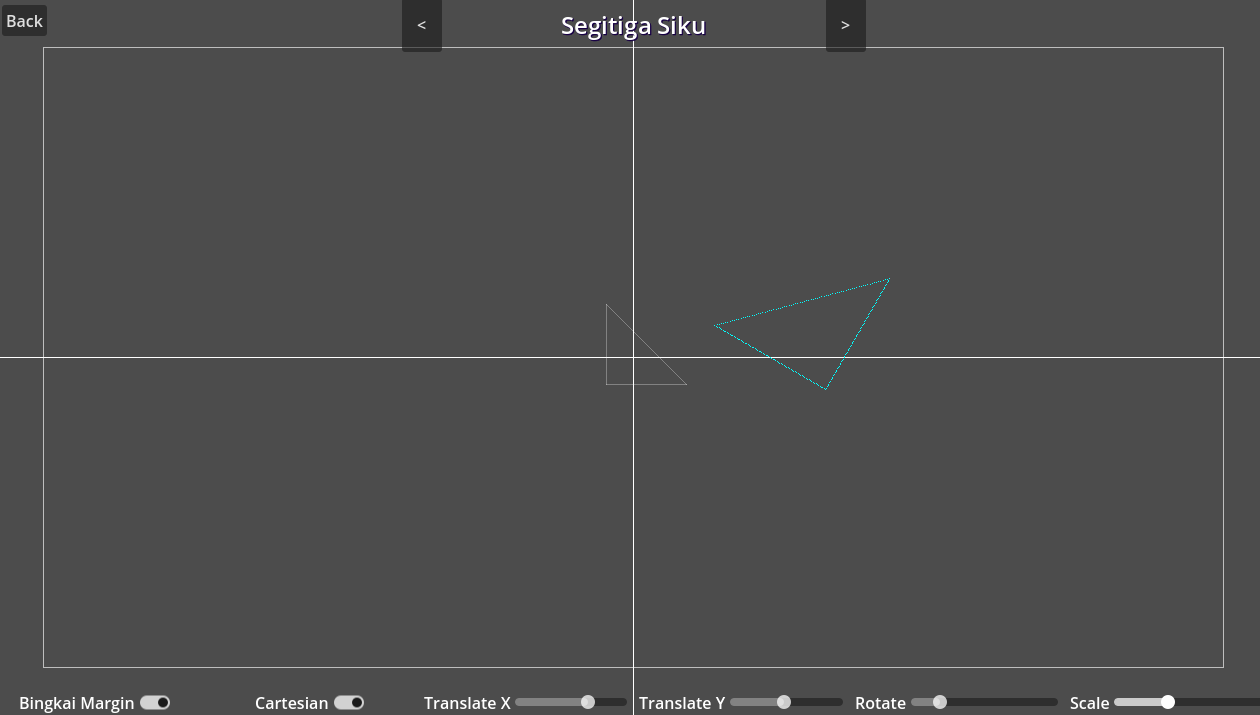 Back
<
Segitiga Siku
>
Bingkai Margin
Cartesian
Translate X
Translate Y
Rotate
Scale